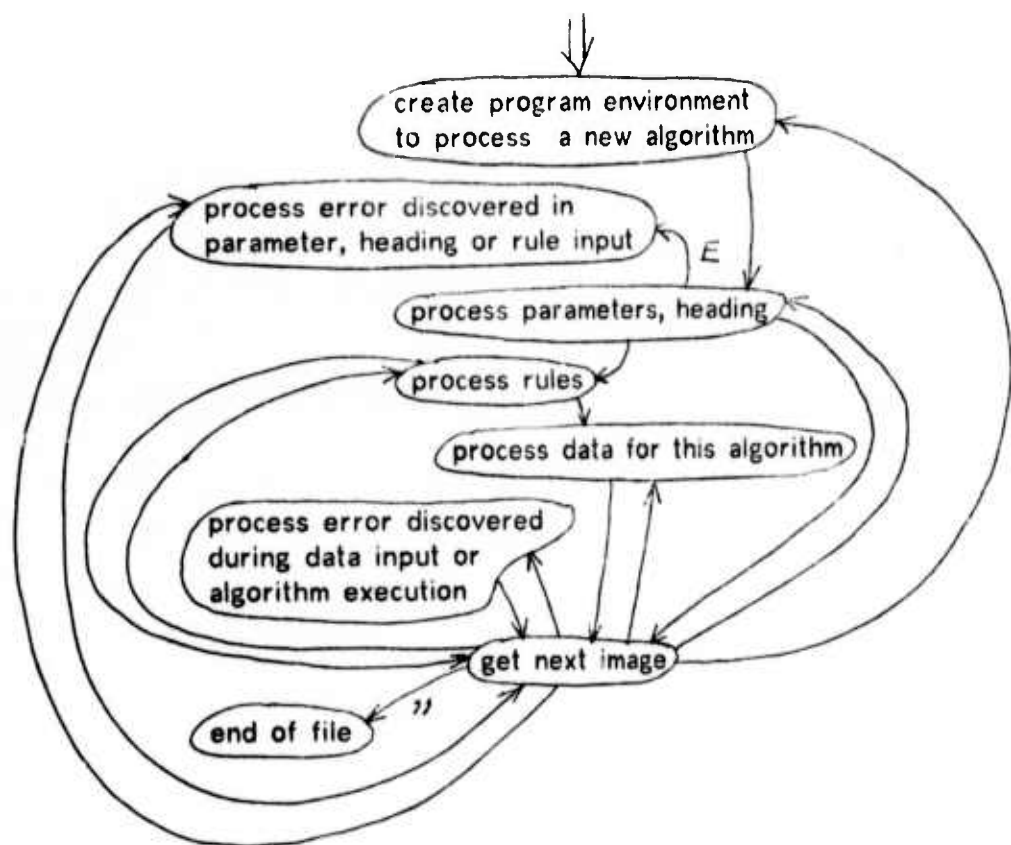 create program environment
to process a new algorithm
process error discovered in
parameter, heading or rule input
E
process parameters, heading
process rules
process data for this algorithm
process error discovered
during data input or
algorithm execution
get next image
"
end of file